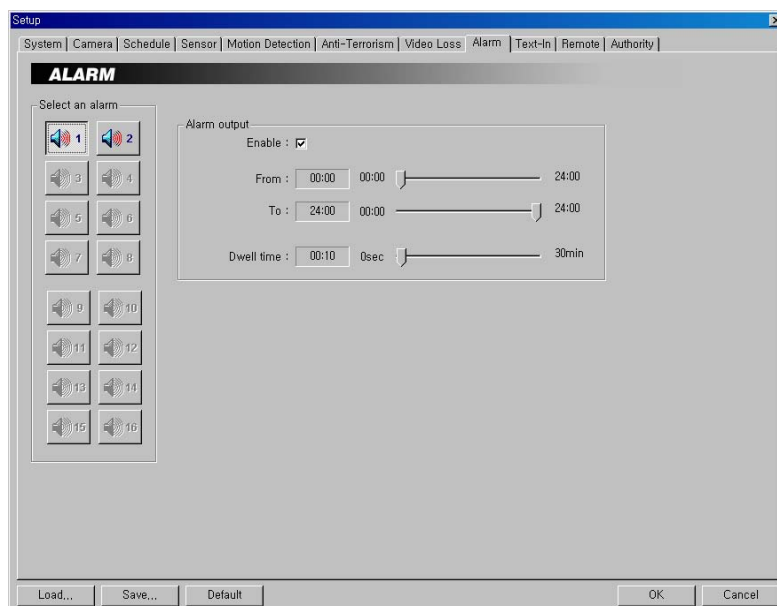 Setup
System Camera Schedule Sensor Motion Detection Anti-Terrorism Video Loss Alarm Text-In Remote Authority
ALARM
Select an alarm
1 2
3 4
5 6
7 8
9 10
11 12
13 14
15 16
Alarm output
Enable :
From : 00:00 00:00 24:00
To : 24:00 00:00 24:00
Dwell time : 00:10 0sec 30min
Load... Save... Default OK Cancel